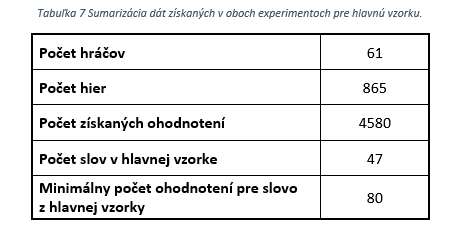 Tabuľka 7 Sumarizácia dát získaných v oboch experimentoch pre hlavnú vzorku.
Počet hráčov 61
Počet hier 865
Počet získaných ohodnotení 4580
Počet slov v hlavnej vzorke 47
Minimálny počet ohodnotení pre slovo
z hlavnej vzorky 80